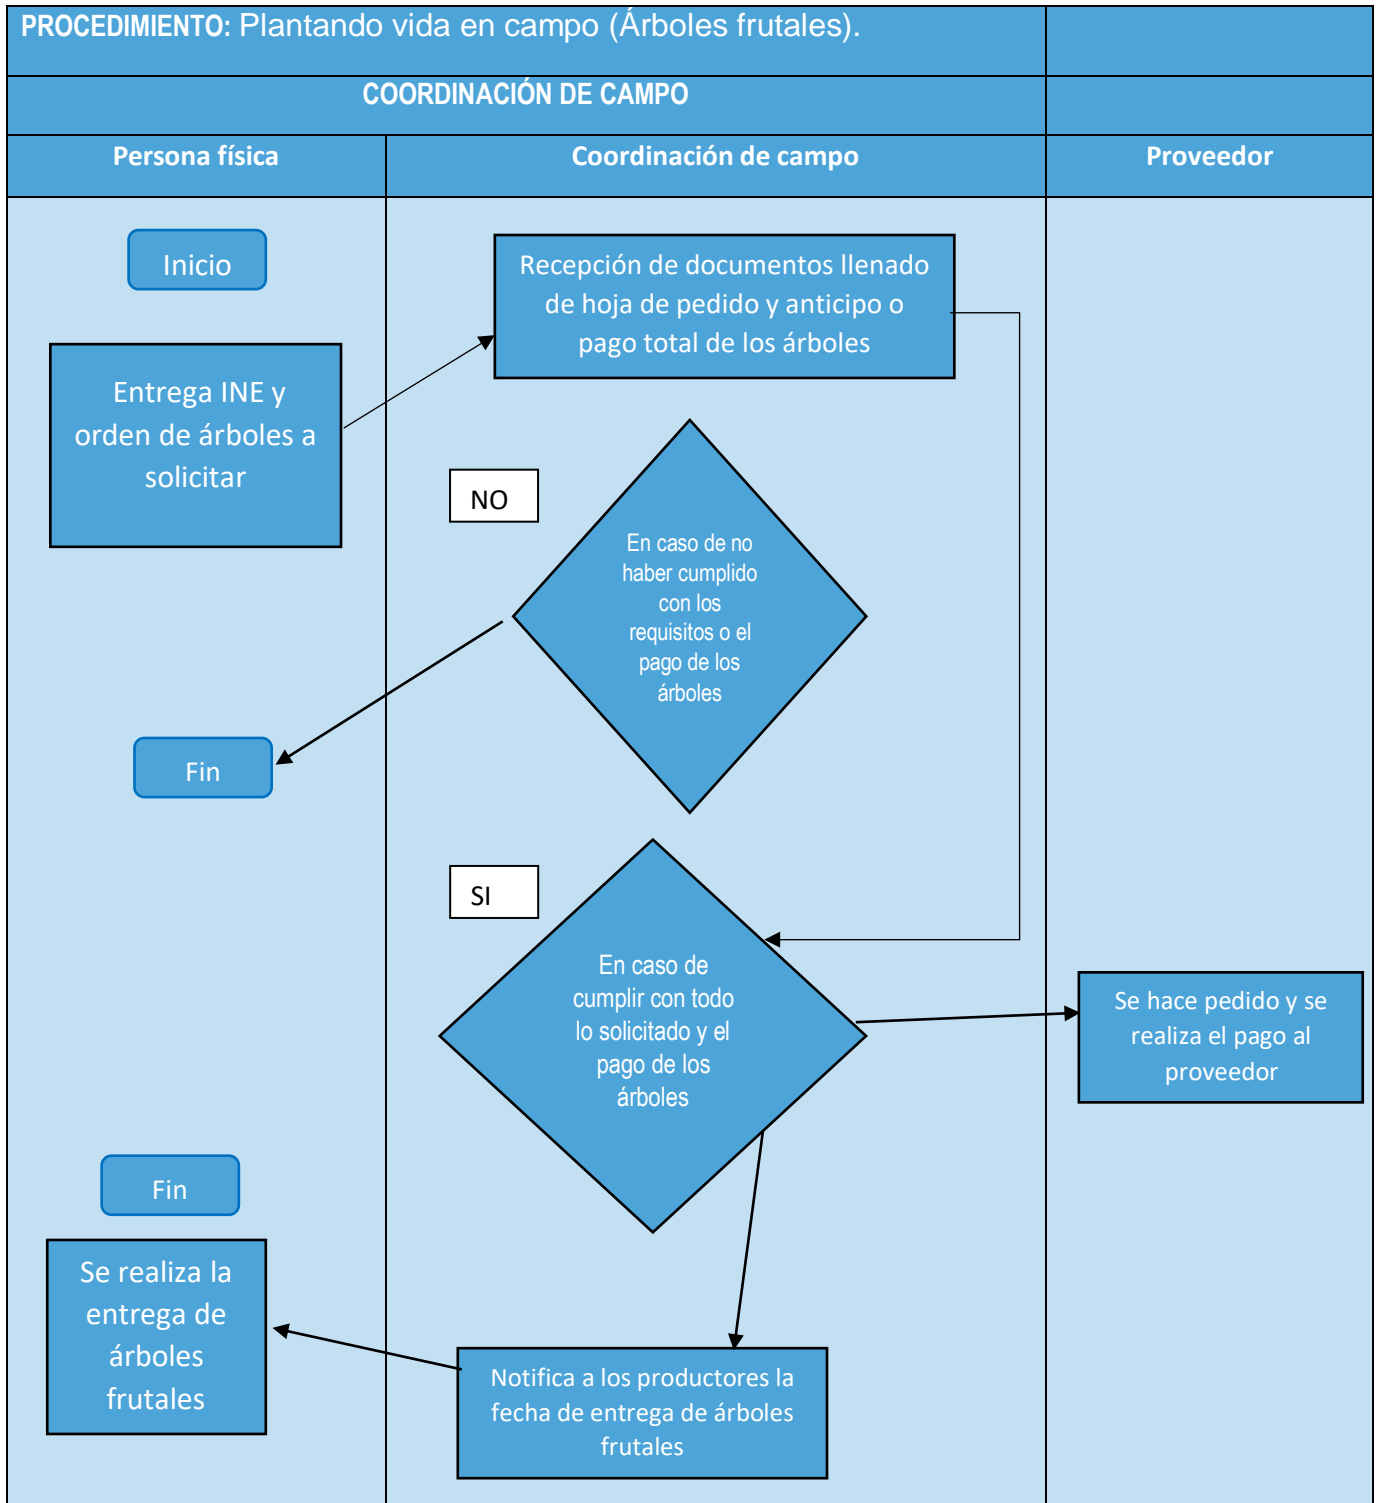 PROCEDIMIENTO: Plantando vida en campo (Árboles frutales).
COORDINACIÓN DE CAMPO
Persona física
Coordinación de campo
Proveedor
Inicio
Recepción de documentos llenado
de hoja de pedido y anticipo o
pago total de los árboles
Entrega INE y
orden de árboles a
solicitar
NO
En caso de no
haber cumplido
con los
requisitos o el
pago de los
árboles
Fin
SI
En caso de
cumplir con todo
lo solicitado y el
pago de los
árboles
Se hace pedido y se
realiza el pago al
proveedor
Fin
Se realiza la
entrega de
árboles
frutales
Notifica a los productores la
fecha de entrega de árboles
frutales